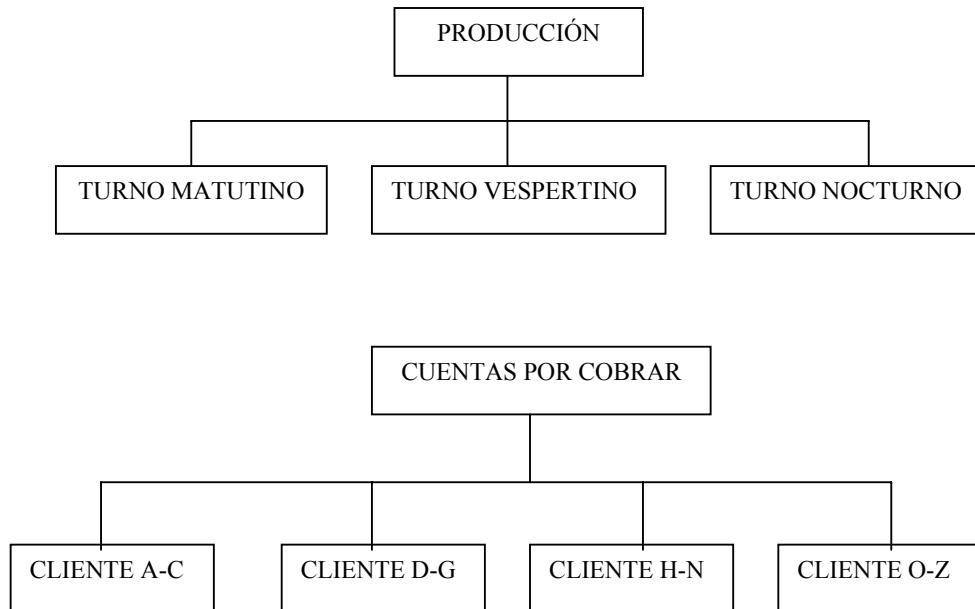 PRODUCCIÓN
TURNO MATUTINO
TURNO VESPERTINO
TURNO NOCTURNO
CUENTAS POR COBRAR
CLIENTE A-C
CLIENTE D-G
CLIENTE H-N
CLIENTE O-Z